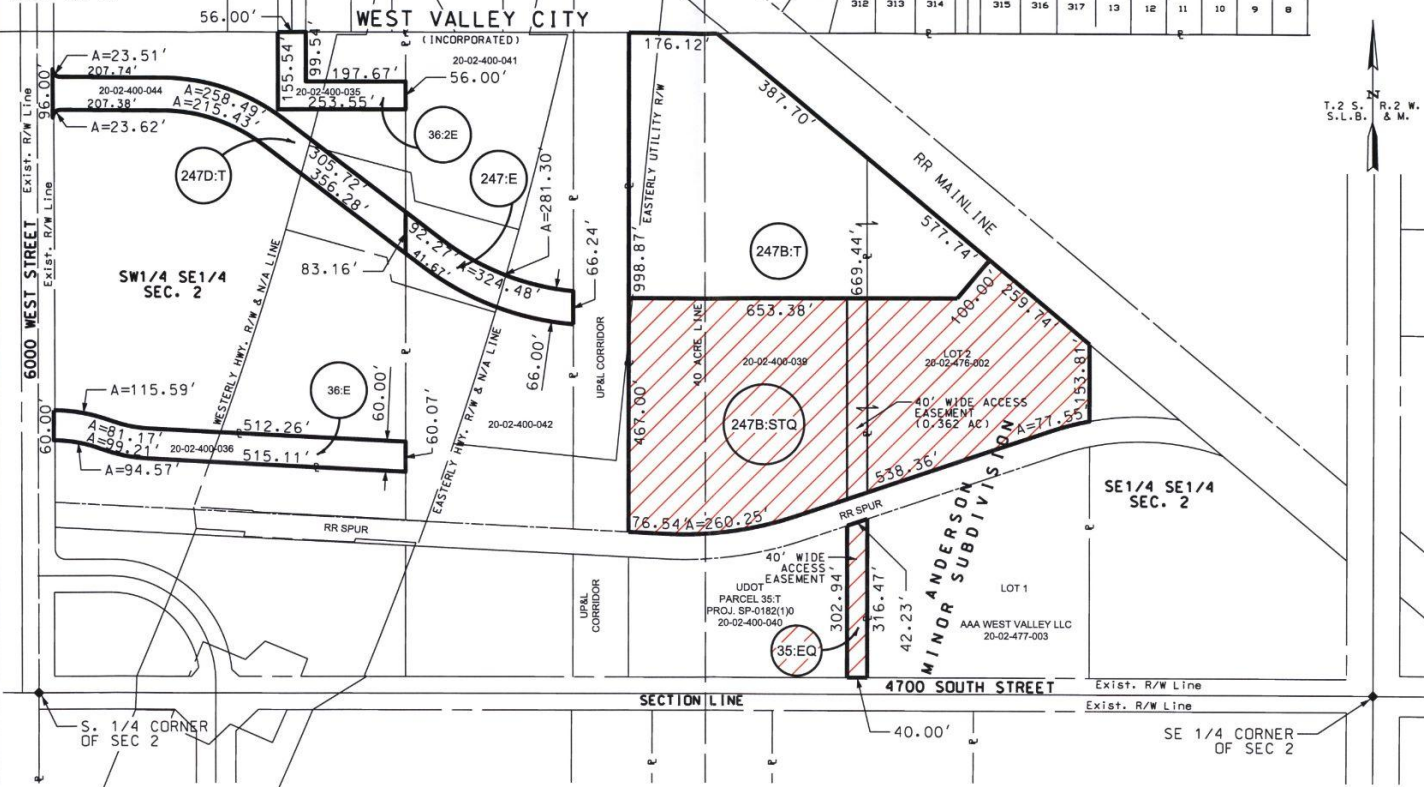 312 313 314 315 316 317 13 12 11 10 9 8
56.00'
WEST VALLEY CITY
(INCORPORATED)
20-02-400-041
176.12'
A=23.51'
207.74'
20-02-400-044
207.38'
A=23.62'
96.00'
A=258.49'
A=215.43'
155.54'
99.54'
197.67'
20-02-400-035
253.55'
56.00'
36:2E
247D:T
247:E
305.72'
356.28'
83.16'
92.27'
41.67'
A=324.48'
A=281.30'
66.24'
66.00'
Exist. R/W Line
Exist. R/W Line
6000 WEST STREET
SW1/4 SE1/4
SEC. 2
WESTERLY HWY. R/W & N/A LINE
EASTERLY HWY. R/W & N/A LINE
EASTERLY UTILITY R/W
UP&L CORRIDOR
387.70'
RR MAINLINE
577.74'
247B:T
998.87'
669.44'
N
T.2 S. R.2 W.
S.L.B. & M.
653.38'
100.00'
259.74'
40 ACRE LINE
20-02-400-039
LOT 2
20-02-476-002
153.81'
467.00'
247B:STQ
40' WIDE ACCESS
EASEMENT
(0.362 AC)
A=77.55'
538.36'
36:E
A=115.59'
60.00'
A=81.17'
A=99.21'
A=94.57'
20-02-400-036
512.26'
515.11'
60.00'
60.07'
20-02-400-042
RR SPUR
76.54'
A=260.25'
RR SPUR
SE1/4 SE1/4
SEC. 2
ANDERSON
MINOR SUBDIVISION
UP&L
CORRIDOR
40' WIDE
ACCESS
EASEMENT
UDOT
PARCEL 35:T
PROJ. SP-0182(1)0
20-02-400-040
302.94'
316.47'
42.23'
35:EQ
LOT 1
AAA WEST VALLEY LLC
20-02-477-003
4700 SOUTH STREET
Exist. R/W Line
SECTION LINE
Exist. R/W Line
S. 1/4 CORNER
OF SEC 2
40.00'
SE 1/4 CORNER
OF SEC 2